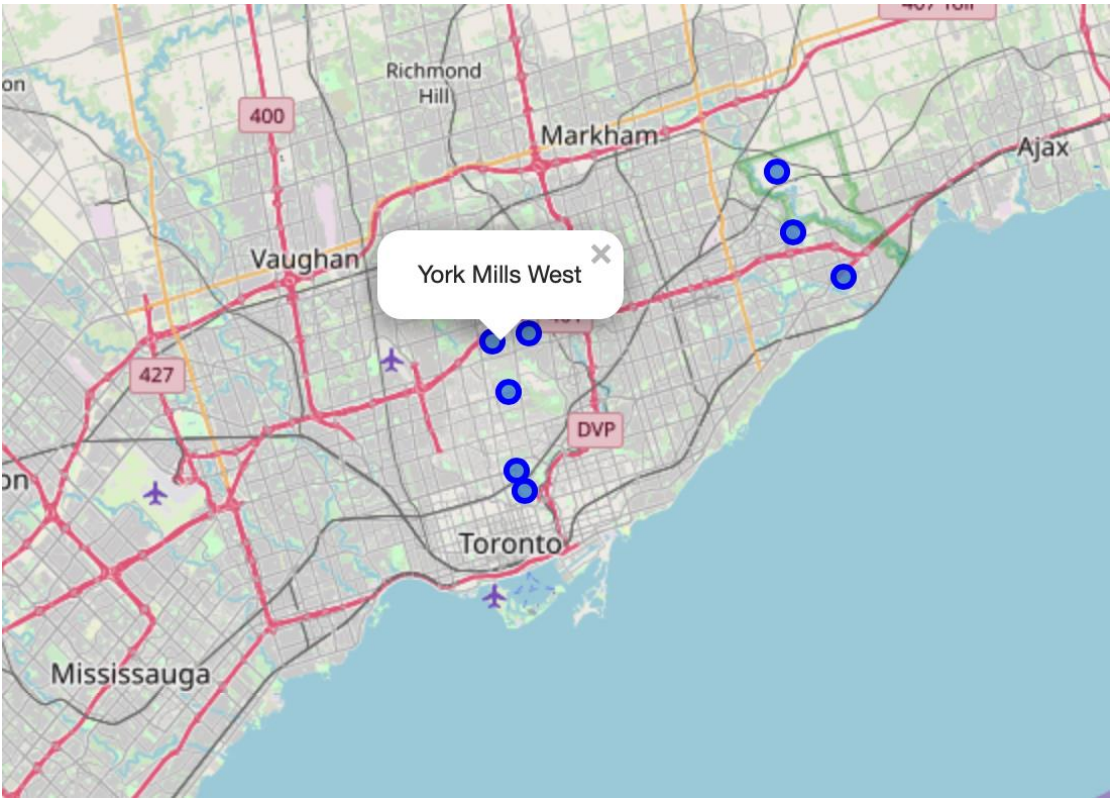 407 Toll
on
Richmond
Hill
400
Markham
Ajax
Vaughan
York Mills West
×
401
427
DVP
on
Toronto
Mississauga